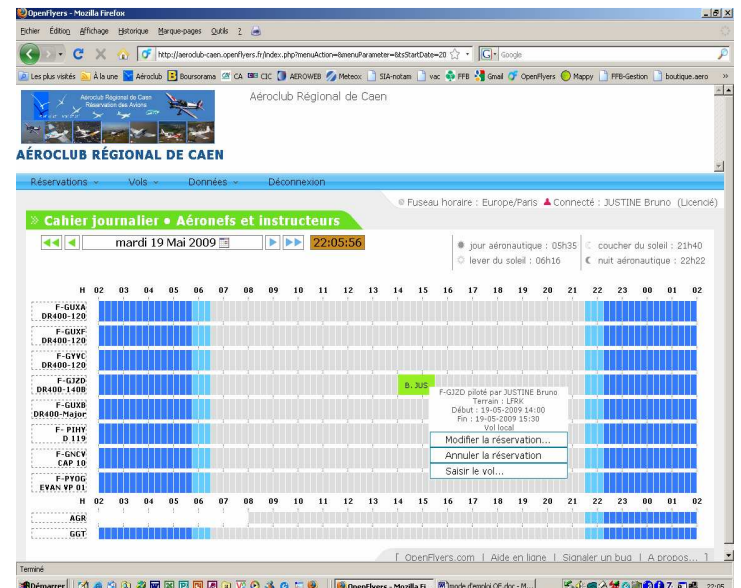 OpenFlyers - Mozilla Firefox
Fichier Édition Affichage Historique Marque-pages Outils ?
http://aeroclub-caen.openflyers.fr/index.php?menuAction=&menuParameter=&tsStartDate=20
Google
Les plus visités À la une Aéroclub Boursorama CA CIC AEROWEB Meteox SIA-notam vac FFB Gmail OpenFlyers Mappy FFB-Gestion boutique.aero »
Aéroclub Régional de Caen
Réservation des Avions
Aéroclub Régional de Caen
AÉROCLUB RÉGIONAL DE CAEN
Réservations Vols Données Déconnexion
Fuseau horaire : Europe/Paris Connecté : JUSTINE Bruno (Licencié)
» Cahier journalier • Aéronefs et instructeurs
mardi 19 Mai 2009 22:05:56
jour aéronautique : 05h35 coucher du soleil : 21h40
lever du soleil : 06h16 nuit aéronautique : 22h22
H 02 03 04 05 06 07 08 09 10 11 12 13 14 15 16 17 18 19 20 21 22 23 00 01 02
F-GUXA
DR400-120
F-GUXF
DR400-120
F-GYVC
DR400-120
F-GJZD
DR400-140B
B. JUS
F-GUXB
DR400-Major
F- PIHY
D 119
F-GNCV
CAP 10
F-PYOG
EVAN VP 01
F-GJZD piloté par JUSTINE Bruno
Terrain : LFRK
Début : 19-05-2009 14:00
Fin : 19-05-2009 15:30
Vol local
Modifier la réservation...
Annuler la réservation
Saisir le vol...
H 02 03 04 05 06 07 08 09 10 11 12 13 14 15 16 17 18 19 20 21 22 23 00 01 02
AGR
GGT
[ OpenFlyers.com | Aide en ligne | Signaler un bug | A propos... ]
Terminé
Démarrer OpenFlyers - Mozilla Fi... mode d'emploi OF.doc - M... 22:05